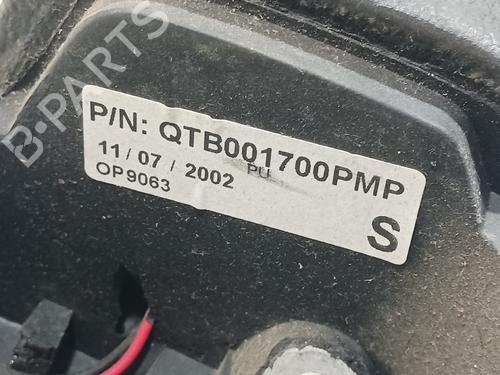 B-PARTS
P/N: QTB001700PMP
PU
11/07/2002
OP9063
S